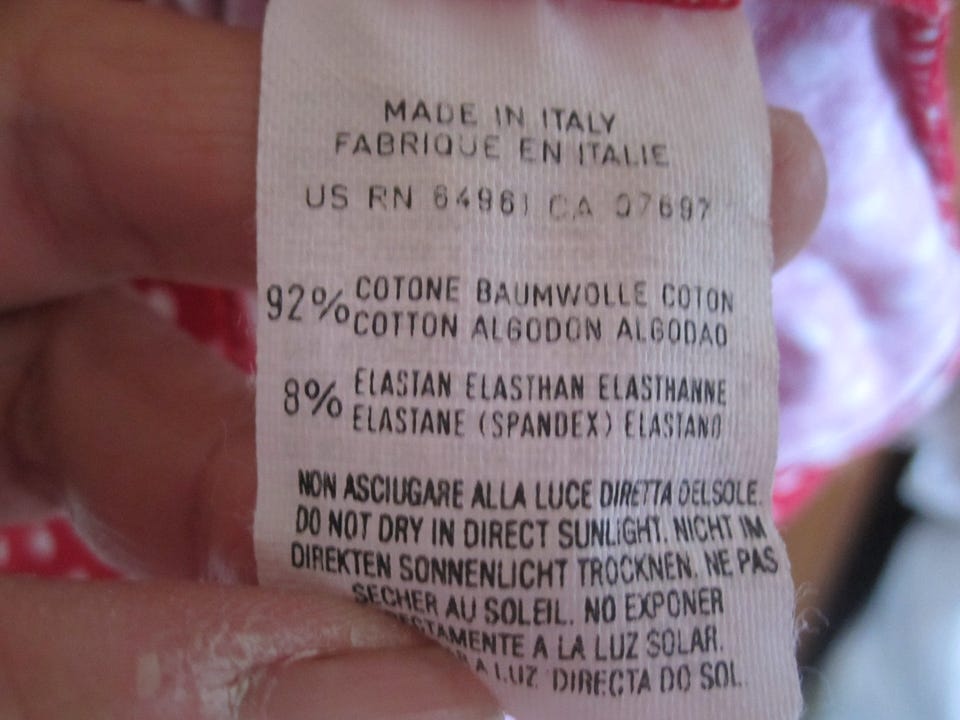 MADE IN ITALY
FABRIQUE EN ITALIE
US RN 64961 CA 07697
92% COTONE BAUMWOLLE COTON
COTTON ALGODON ALGODAO
8% ELASTAN ELASTHAN ELASTHANNE
ELASTANE (SPANDEX) ELASTANO
NON ASCIUGARE ALLA LUCE DIRETTA DELSOLE.
DO NOT DRY IN DIRECT SUNLIGHT. NICHT IM
DIREKTEN SONNENLICHT TROCKNEN. NE PAS
SECHER AU SOLEIL. NO EXPONER
A LA LUZ SOLAR.
A LUZ DIRECTA DO SOL.